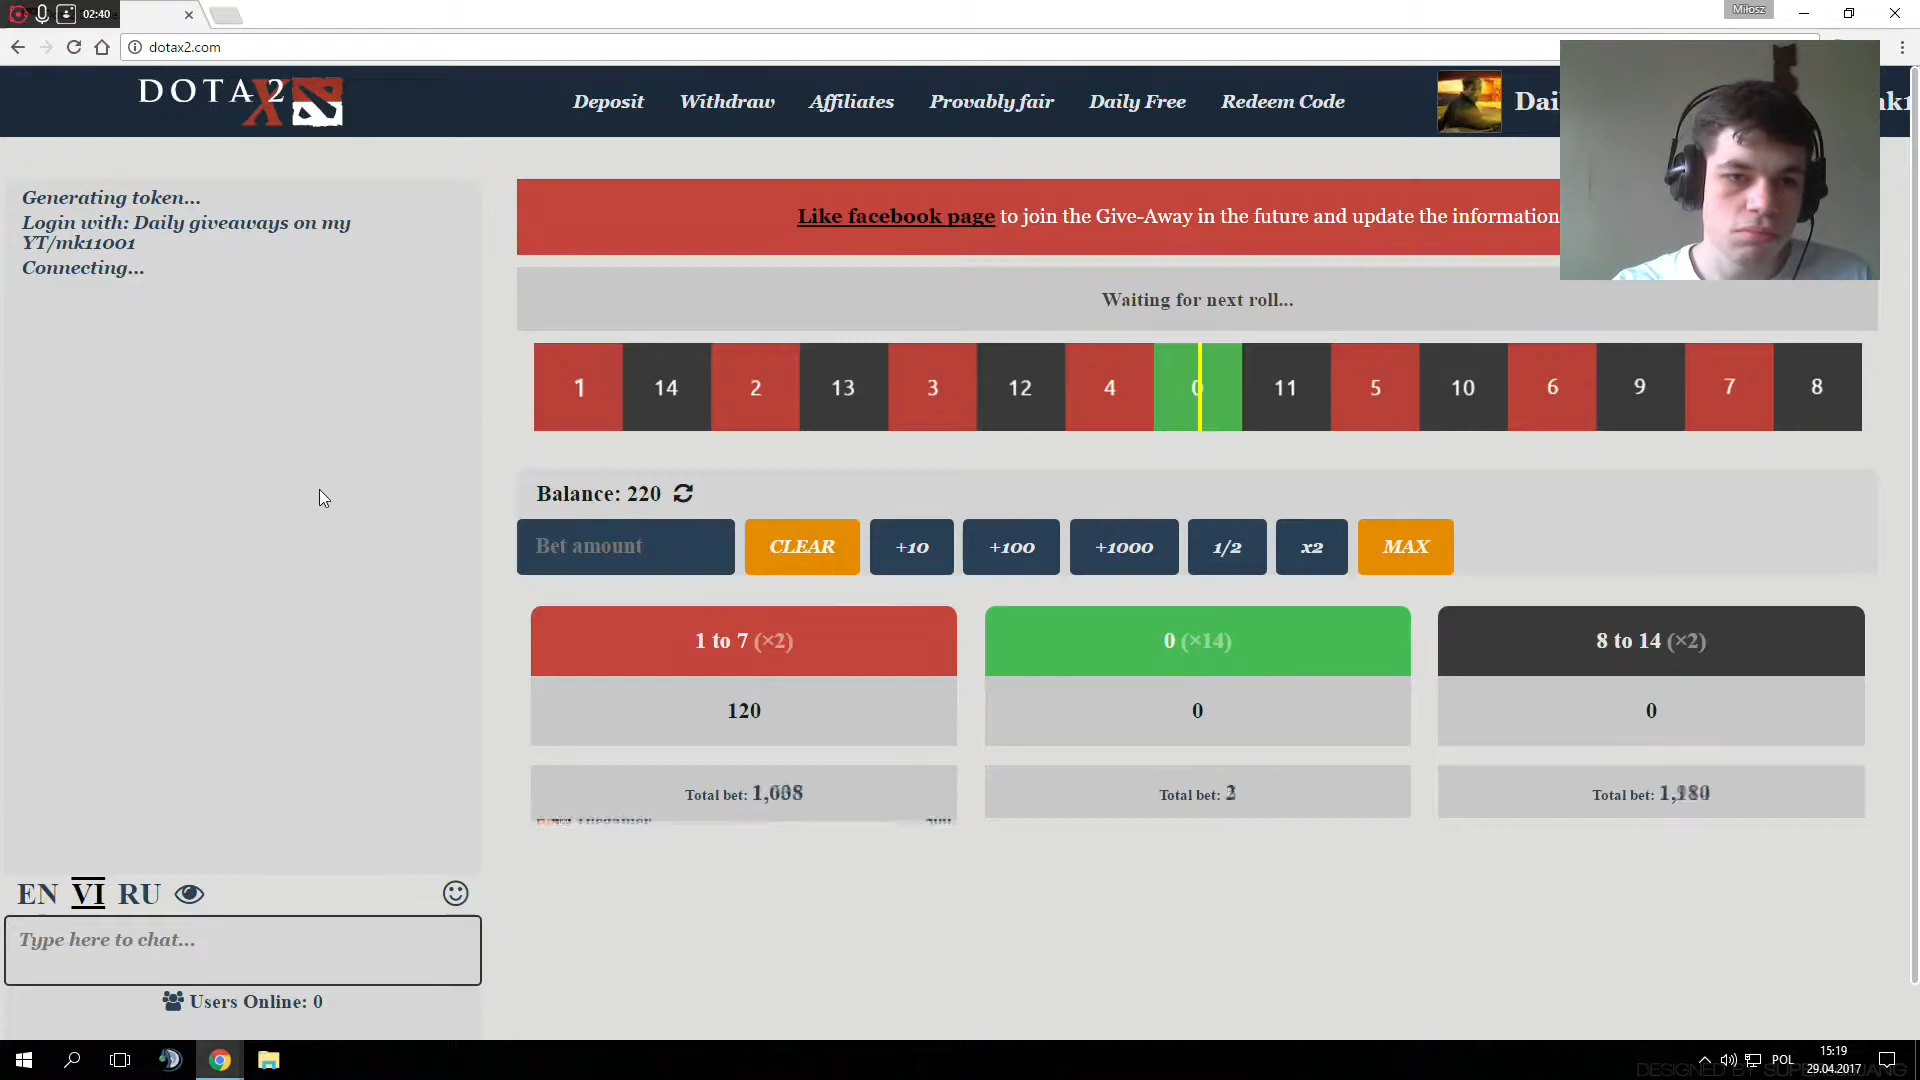 02:40
Miłosz
dotax2.com
DOTA X 2
Deposit
Withdraw
Affiliates
Provably fair
Daily Free
Redeem Code
Generating token...
Login with: Daily giveaways on my
YT/mk11001
Connecting...
Like facebook page to join the Give-Away in the future and update the information
Waiting for next roll...
1 14 2 13 3 12 4 0 11 5 10 6 9 7 8
Balance: 220
Bet amount
CLEAR
+10
+100
+1000
1/2
x2
MAX
1 to 7 (×2)
0 (×14)
8 to 14 (×2)
120
0
0
Total bet:
Total bet:
Total bet:
EN VI RU
Type here to chat...
Users Online: 0
POL
15:19
29.04.2017